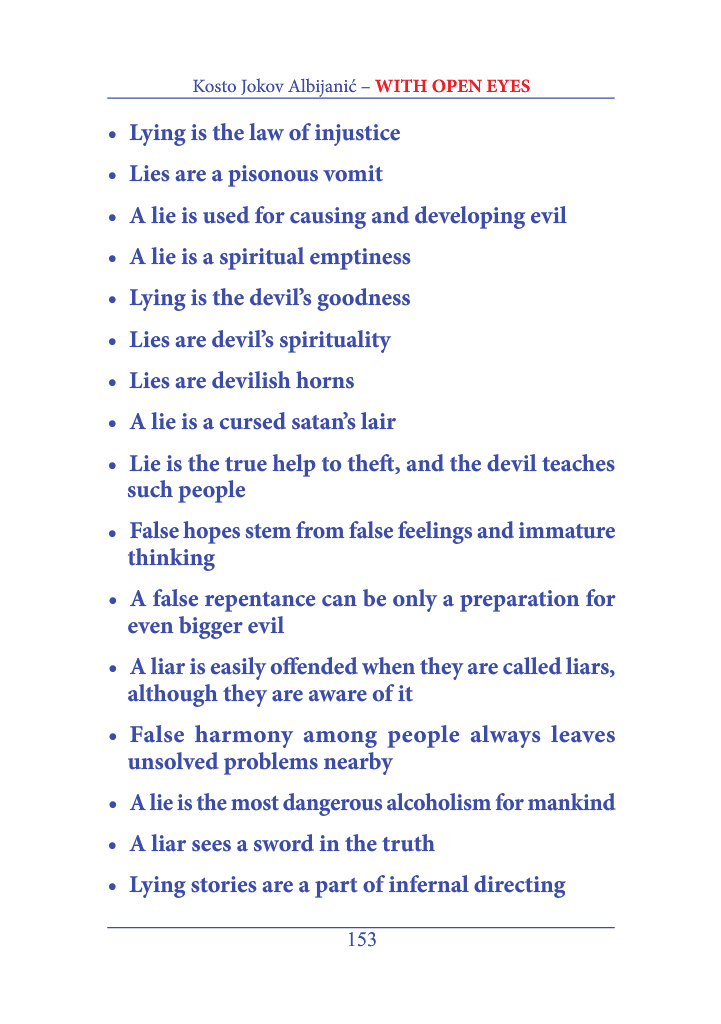 Kosto Jokov Albijanić – WITH OPEN EYES
• Lying is the law of injustice
• Lies are a pisonous vomit
• A lie is used for causing and developing evil
• A lie is a spiritual emptiness
• Lying is the devil’s goodness
• Lies are devil’s spirituality
• Lies are devilish horns
• A lie is a cursed satan’s lair
• Lie is the true help to theft, and the devil teaches
such people
• False hopes stem from false feelings and immature
thinking
• A false repentance can be only a preparation for
even bigger evil
• A liar is easily offended when they are called liars,
although they are aware of it
• False harmony among people always leaves
unsolved problems nearby
• A lie is the most dangerous alcoholism for mankind
• A liar sees a sword in the truth
• Lying stories are a part of infernal directing
153